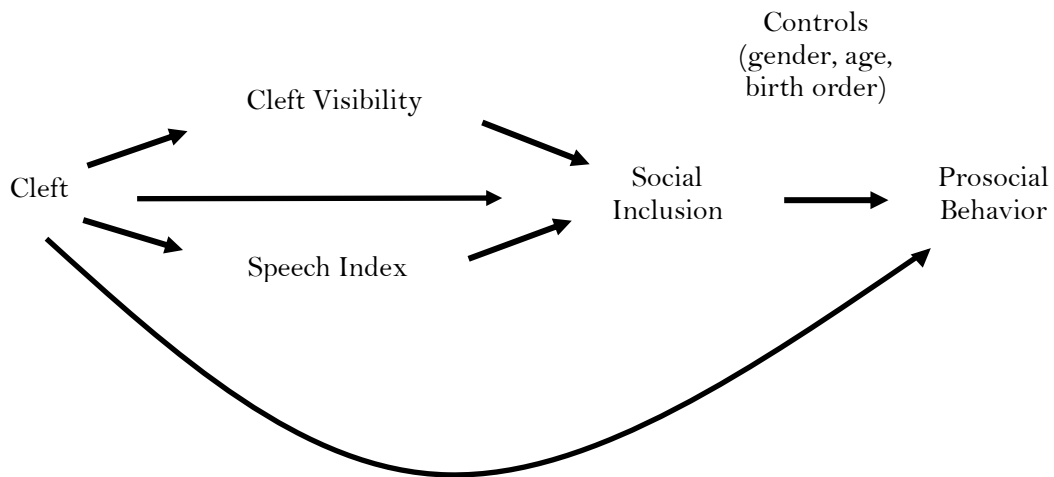 Controls
(gender, age,
birth order)
Cleft Visibility
Cleft
Social
Inclusion
Prosocial
Behavior
Speech Index